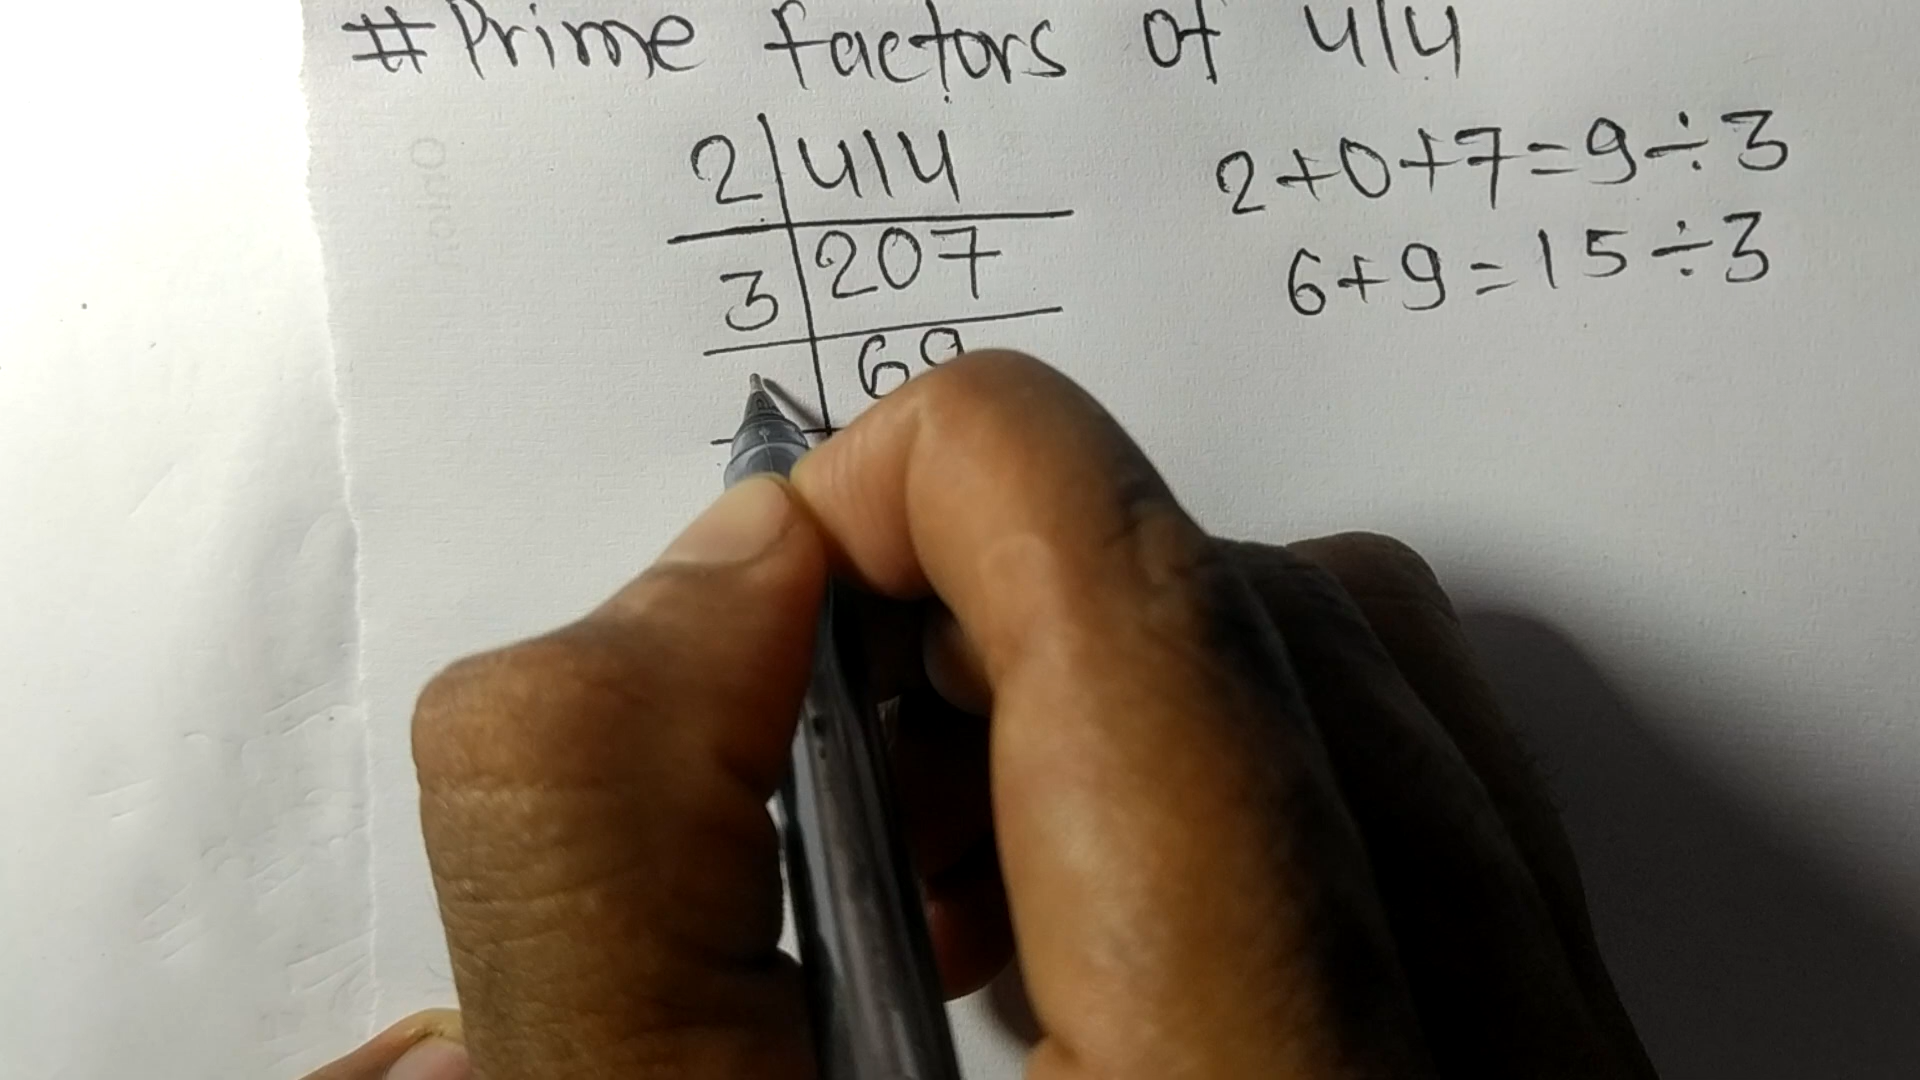 # Prime factors of 414
2 | 414
3 | 207
69
2+0+7=9÷3
6+9=15÷3